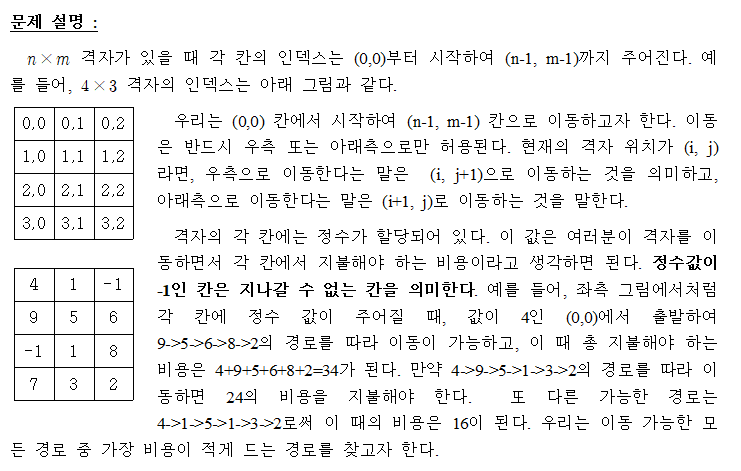 문제 설명 :
n×m 격자가 있을 때 각 칸의 인덱스는 (0,0)부터 시작하여 (n-1, m-1)까지 주어진다. 예
를 들어, 4×3 격자의 인덱스는 아래 그림과 같다.
0,0 0,1 0,2
1,0 1,1 1,2
2,0 2,1 2,2
3,0 3,1 3,2
우리는 (0,0) 칸에서 시작하여 (n-1, m-1) 칸으로 이동하고자 한다. 이동
은 반드시 우측 또는 아래측으로만 허용된다. 현재의 격자 위치가 (i, j)
라면, 우측으로 이동한다는 말은 (i, j+1)으로 이동하는 것을 의미하고,
아래측으로 이동한다는 말은 (i+1, j)로 이동하는 것을 말한다.
4 1 -1
9 5 6
-1 1 8
7 3 2
격자의 각 칸에는 정수가 할당되어 있다. 이 값은 여러분이 격자를 이
동하면서 각 칸에서 지불해야 하는 비용이라고 생각하면 된다. 정수값이
-1인 칸은 지나갈 수 없는 칸을 의미한다. 예를 들어, 좌측 그림에서처럼
각 칸에 정수 값이 주어질 때, 값이 4인 (0,0)에서 출발하여
9->5->6->8->2의 경로를 따라 이동이 가능하고, 이 때 총 지불해야 하는
비용은 4+9+5+6+8+2=34가 된다. 만약 4->9->5->1->3->2의 경로를 따라 이
동하면 24의 비용을 지불해야 한다. 또 다른 가능한 경로는
4->1->5->1->3->2로써 이 때의 비용은 16이 된다. 우리는 이동 가능한 모
든 경로 중 가장 비용이 적게 드는 경로를 찾고자 한다.